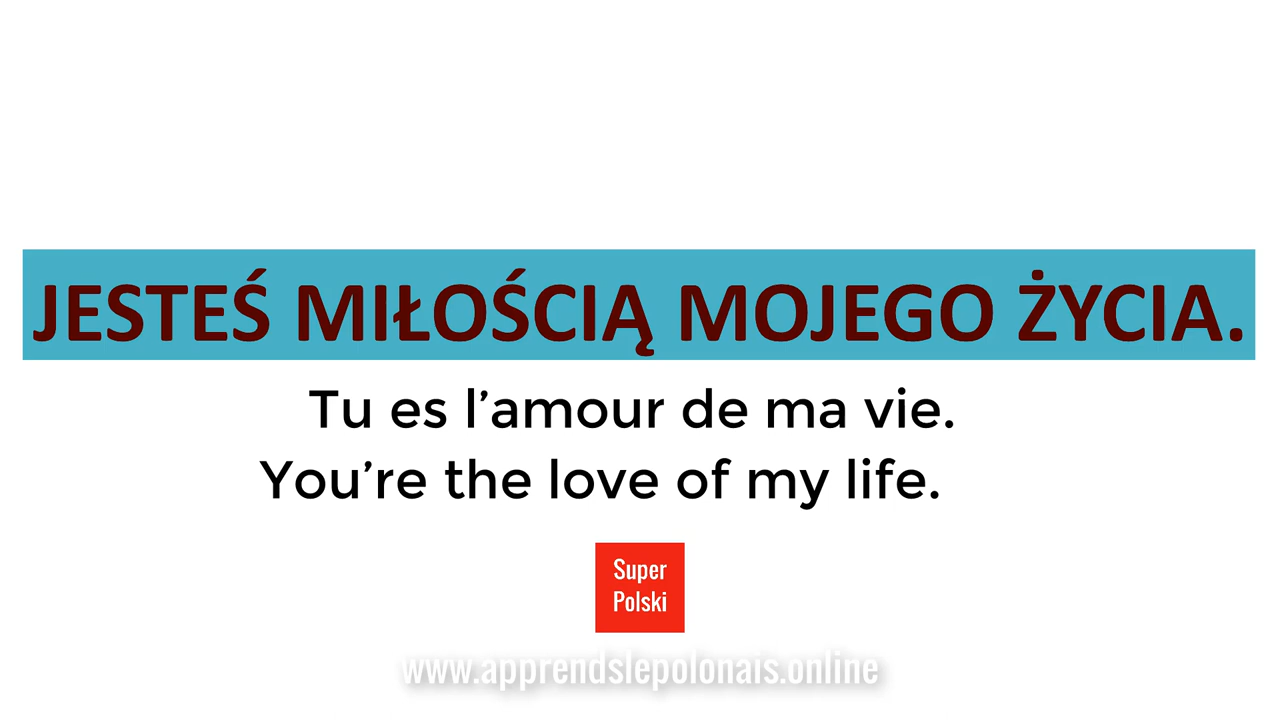 JESTEŚ MIŁOŚCIĄ MOJEGO ŻYCIA.
Tu es l’amour de ma vie.
You’re the love of my life.
Super
Polski
www.apprendslepolonais.online